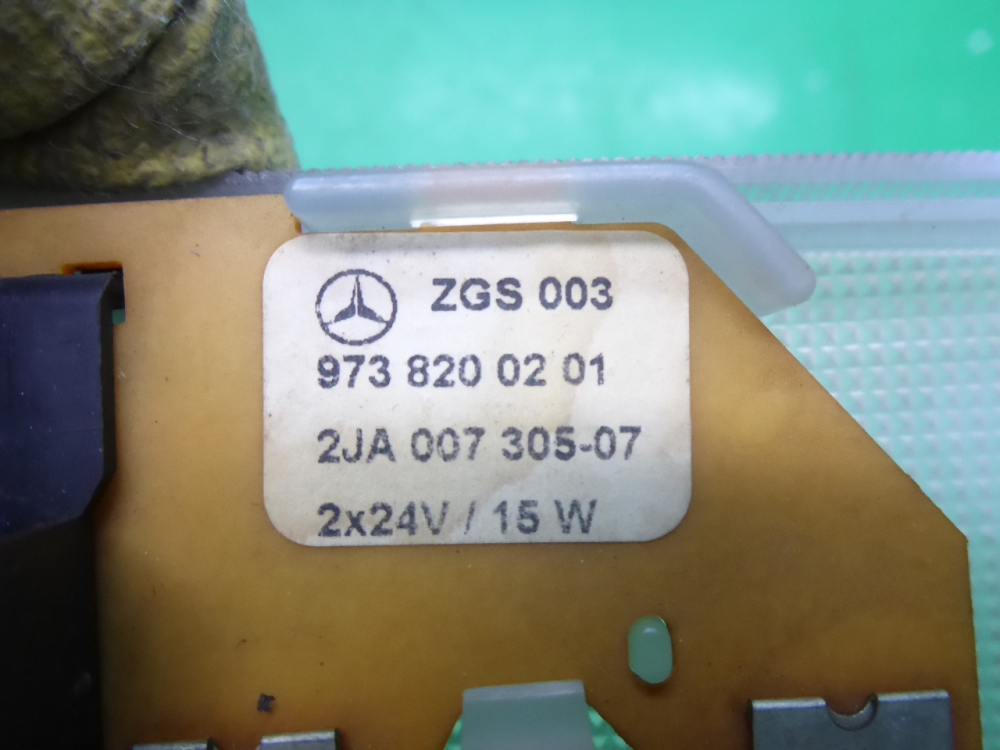 ZGS 003
973 820 02 01
2JA 007 305-07
2x24V / 15 W